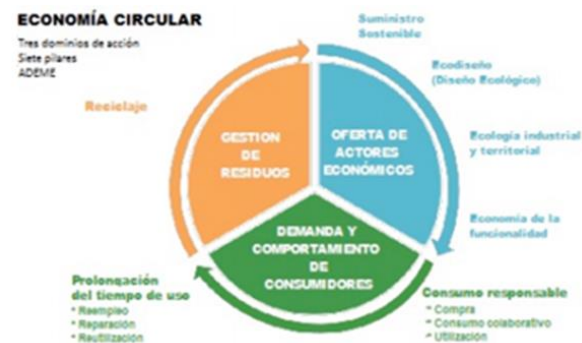 ECONOMÍA CIRCULAR
Tres dominios de acción
Siete pilares
ADEME
Suministro
Sostenible
Ecodiseño
(Diseño Ecológico)
Reciclaje
GESTION
DE
RESIDUOS
OFERTA DE
ACTORES
ECONÓMICOS
Ecología industrial
y territorial
Economía de la
funcionalidad
DEMANDA Y
COMPORTAMIENTO
DE
CONSUMIDORES
Prolongación
del tiempo de uso
* Reempleo
* Reparación
* Reutilización
Consumo responsable
* Compra
* Consumo colaborativo
* Utilización